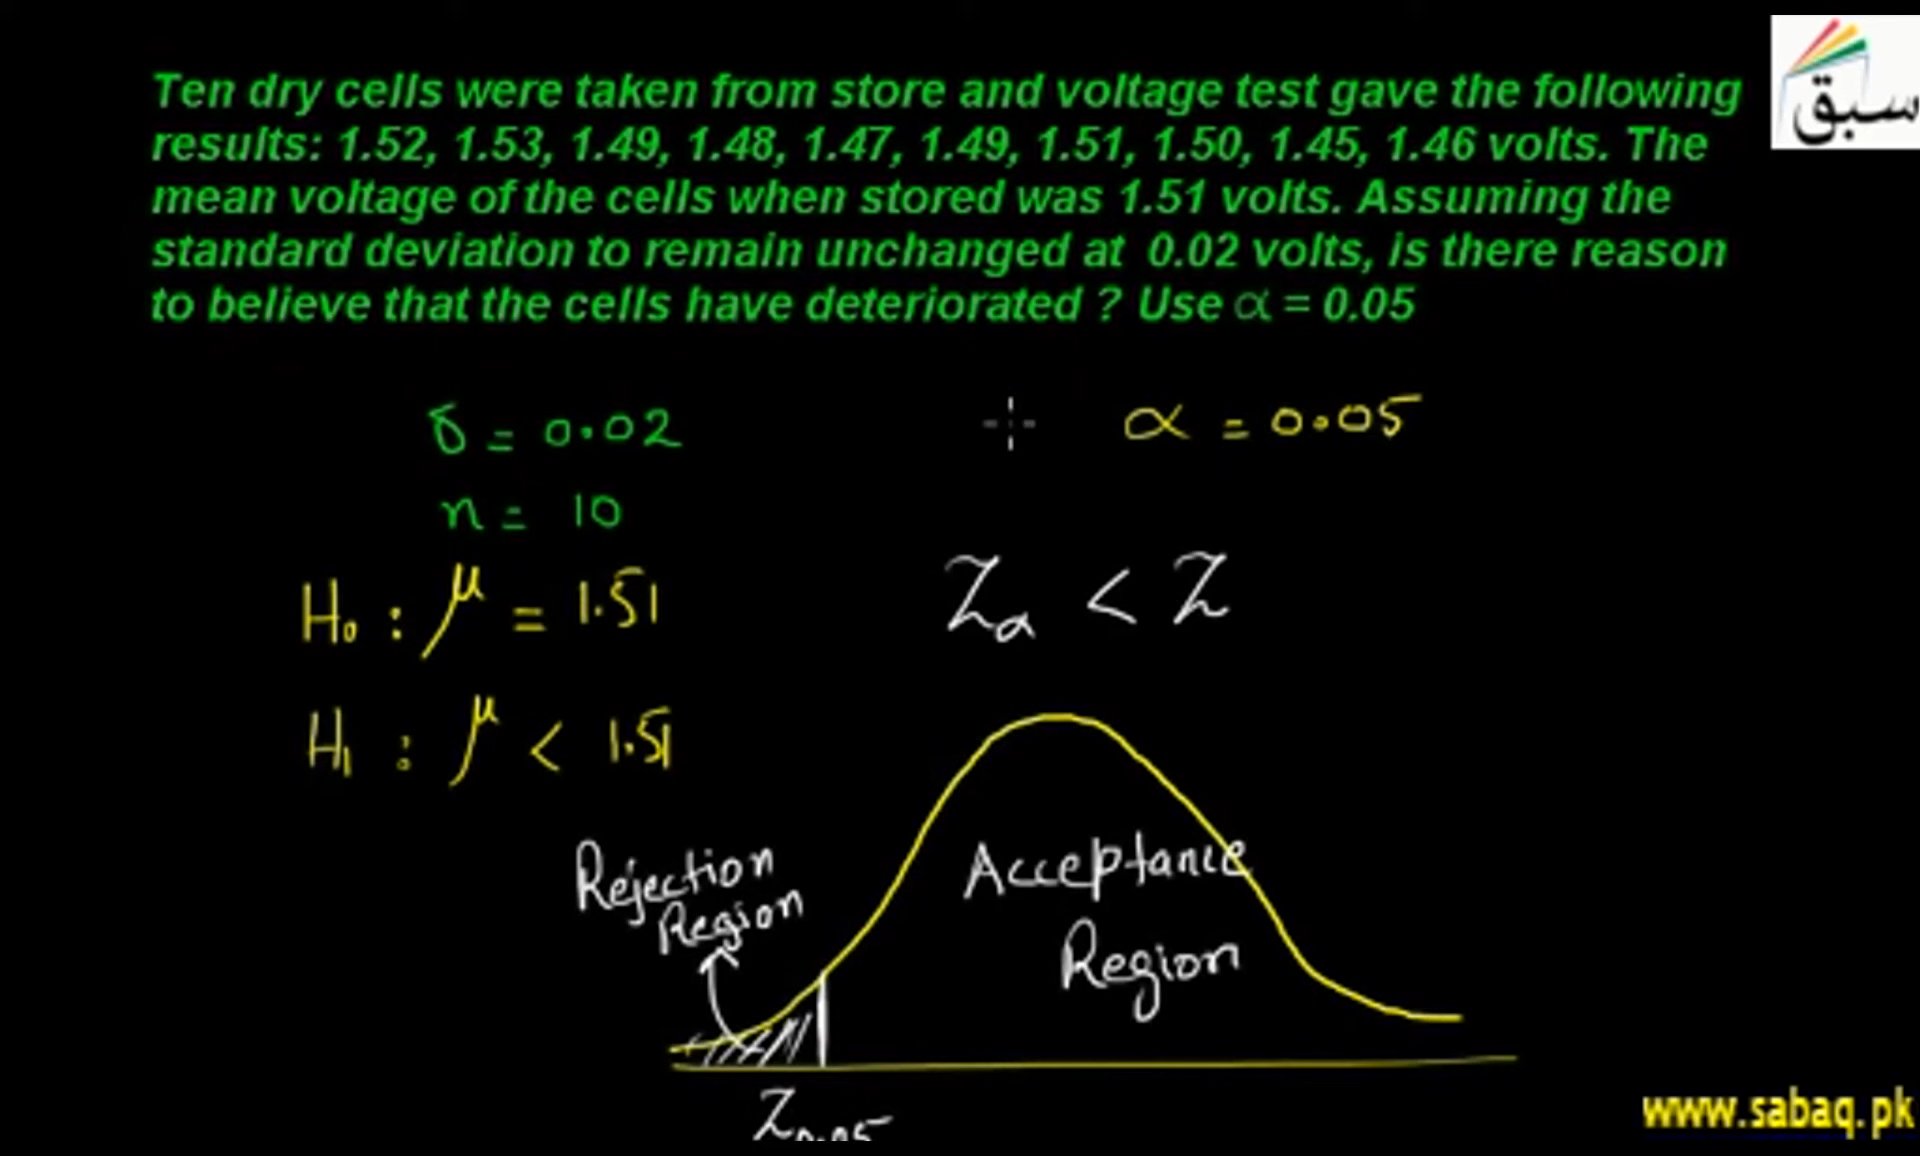 سبق
Ten dry cells were taken from store and voltage test gave the following
results: 1.52, 1.53, 1.49, 1.48, 1.47, 1.49, 1.51, 1.50, 1.45, 1.46 volts. The
mean voltage of the cells when stored was 1.51 volts. Assuming the
standard deviation to remain unchanged at 0.02 volts, is there reason
to believe that the cells have deteriorated ? Use α = 0.05
δ = 0.02
α = 0.05
n = 10
Zα < Z
H₀ : μ = 1.51
H₁ : μ < 1.51
Rejection
Region
Acceptance
Region
Z0.05
www.sabaq.pk